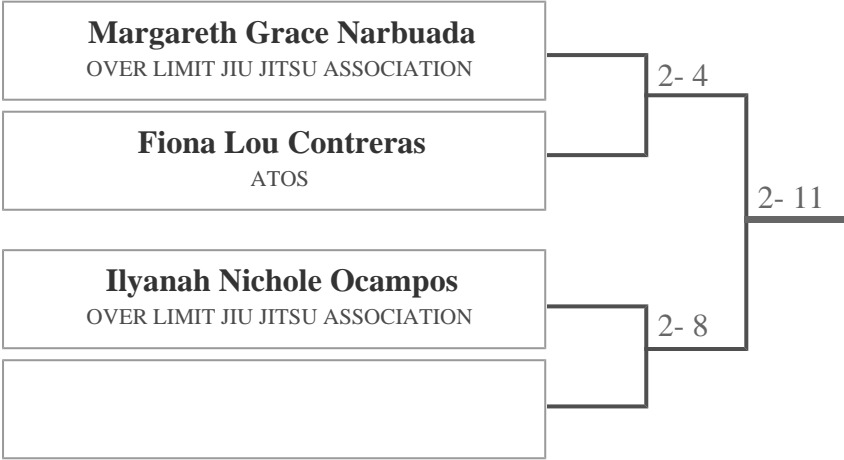 Margareth Grace Narbuada
OVER LIMIT JIU JITSU ASSOCIATION
2- 4
Fiona Lou Contreras
ATOS
2- 11
Ilyanah Nichole Ocampos
OVER LIMIT JIU JITSU ASSOCIATION
2- 8